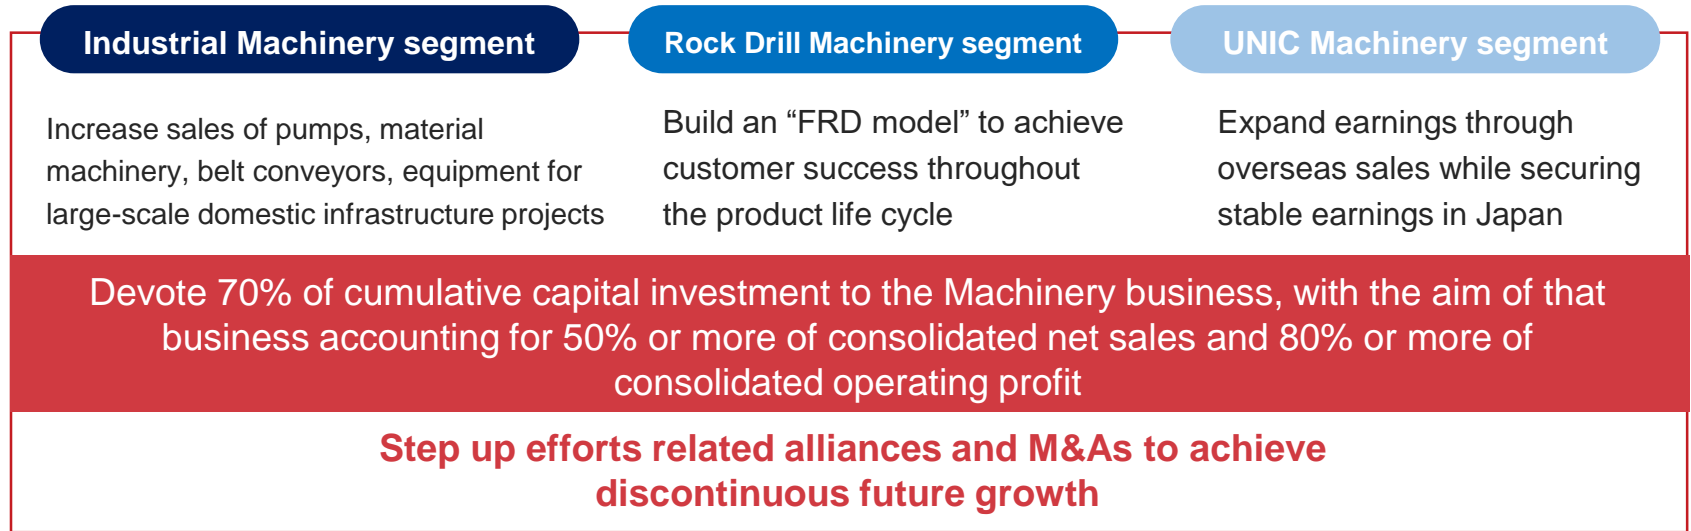 Industrial Machinery segment
Increase sales of pumps, material
machinery, belt conveyors, equipment for
large-scale domestic infrastructure projects
Rock Drill Machinery segment
Build an “FRD model” to achieve
customer success throughout
the product life cycle
UNIC Machinery segment
Expand earnings through
overseas sales while securing
stable earnings in Japan
Devote 70% of cumulative capital investment to the Machinery business, with the aim of that
business accounting for 50% or more of consolidated net sales and 80% or more of
consolidated operating profit
Step up efforts related alliances and M&As to achieve
discontinuous future growth